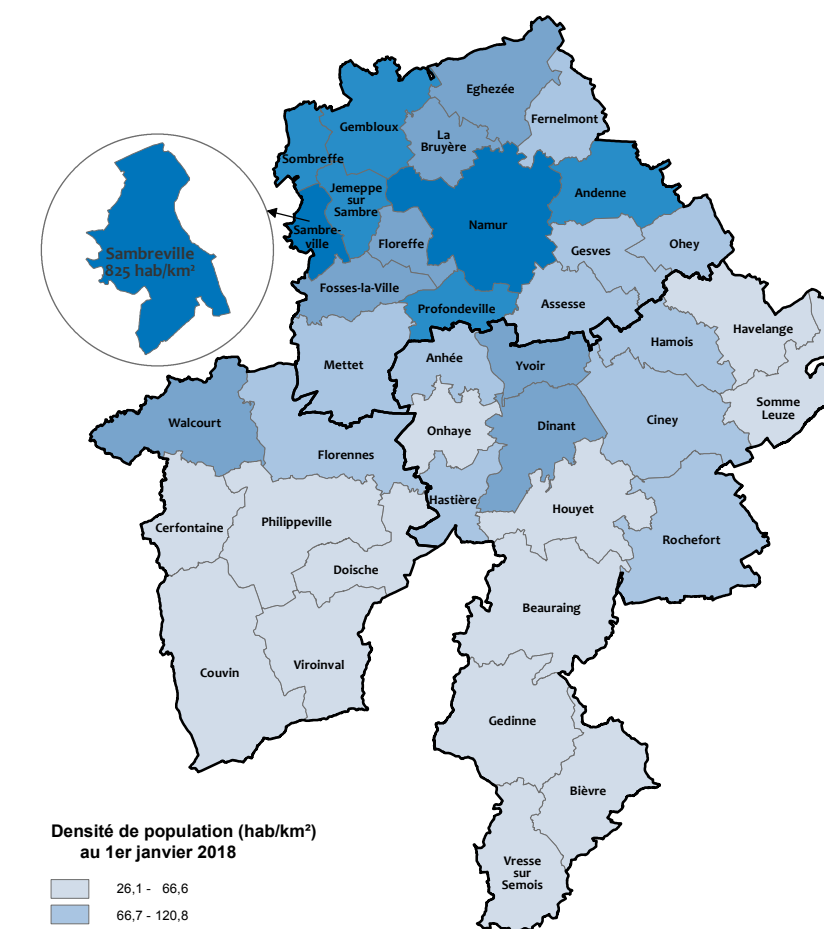 Eghezée
Fernelmont
Gembloux
La
Bruyère
Sombreffe
Jemeppe
sur
Sambre
Andenne
Namur
Sambre-
ville
Floreffe
Sambreville
825 hab/km²
Gesves
Ohey
Fosses-la-Ville
Profondeville
Assesse
Havelange
Hamois
Anhée
Mettet
Yvoir
Somme
Leuze
Walcourt
Onhaye
Dinant
Ciney
Florennes
Hastière
Houyet
Cerfontaine
Philippeville
Rochefort
Doische
Beauraing
Couvin
Viroinval
Gedinne
Bièvre
Vresse
sur
Semois
Densité de population (hab/km²)
au 1er janvier 2018
26,1 - 66,6
66,7 - 120,8